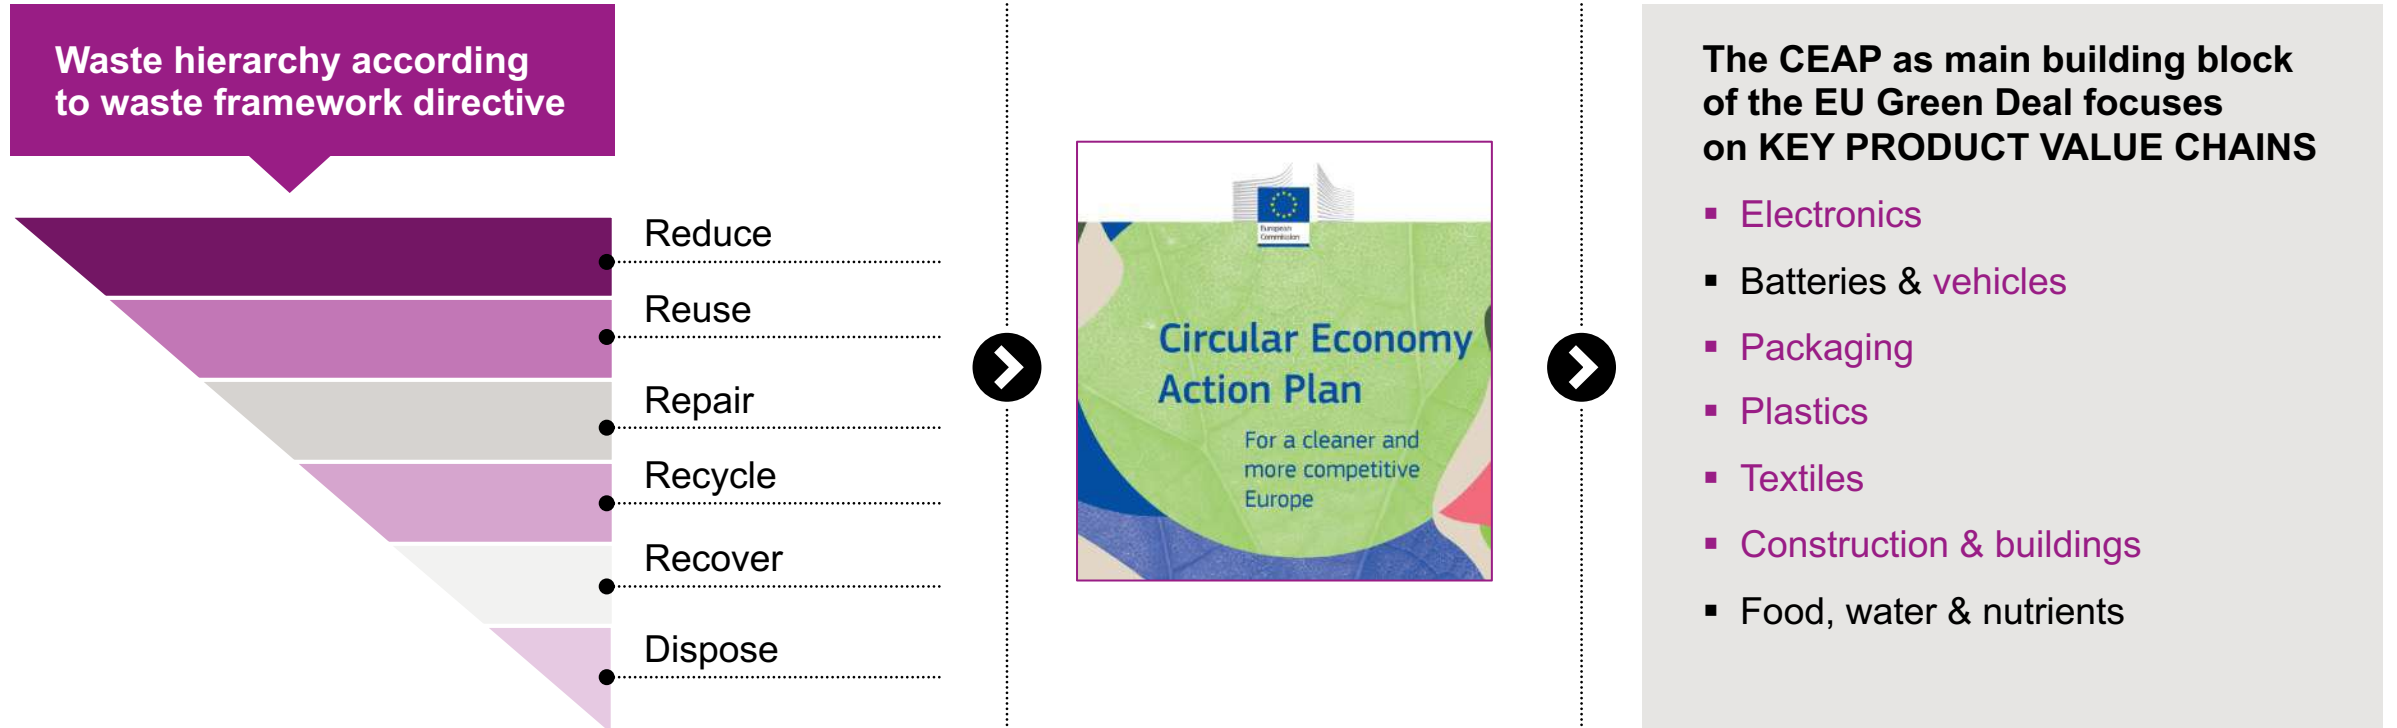 Waste hierarchy according
to waste framework directive
Reduce
Reuse
Repair
Recycle
Recover
Dispose
European
Commission
Circular Economy
Action Plan
For a cleaner and
more competitive
Europe
The CEAP as main building block
of the EU Green Deal focuses
on KEY PRODUCT VALUE CHAINS
▪ Electronics
▪ Batteries & vehicles
▪ Packaging
▪ Plastics
▪ Textiles
▪ Construction & buildings
▪ Food, water & nutrients